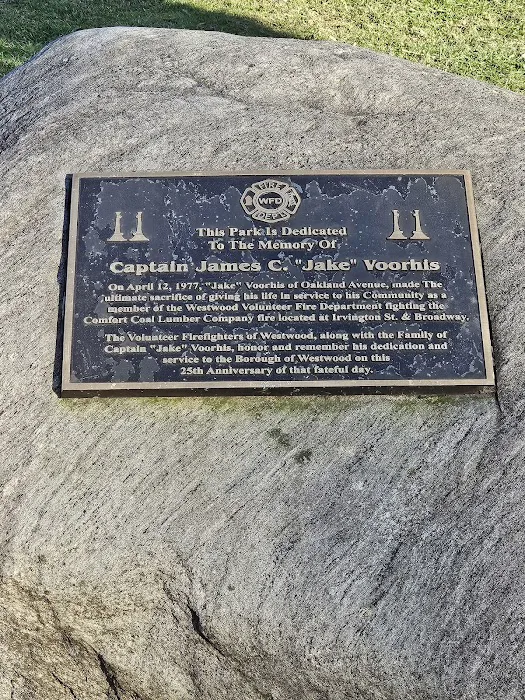 FIRE
WFD
DEPT
This Park Is Dedicated
To The Memory Of
Captain James C. "Jake" Voorhis
On April 12, 1977, "Jake" Voorhis of Oakland Avenue, made The
ultimate sacrifice of giving his life in service to his Community as a
member of the Westwood Volunteer Fire Department fighting the
Comfort Coal Lumber Company fire located at Irvington St. & Broadway.
The Volunteer Firefighters of Westwood, along with the Family of
Captain "Jake" Voorhis, honor and remember his dedication and
service to the Borough of Westwood on this
25th Anniversary of that fateful day.